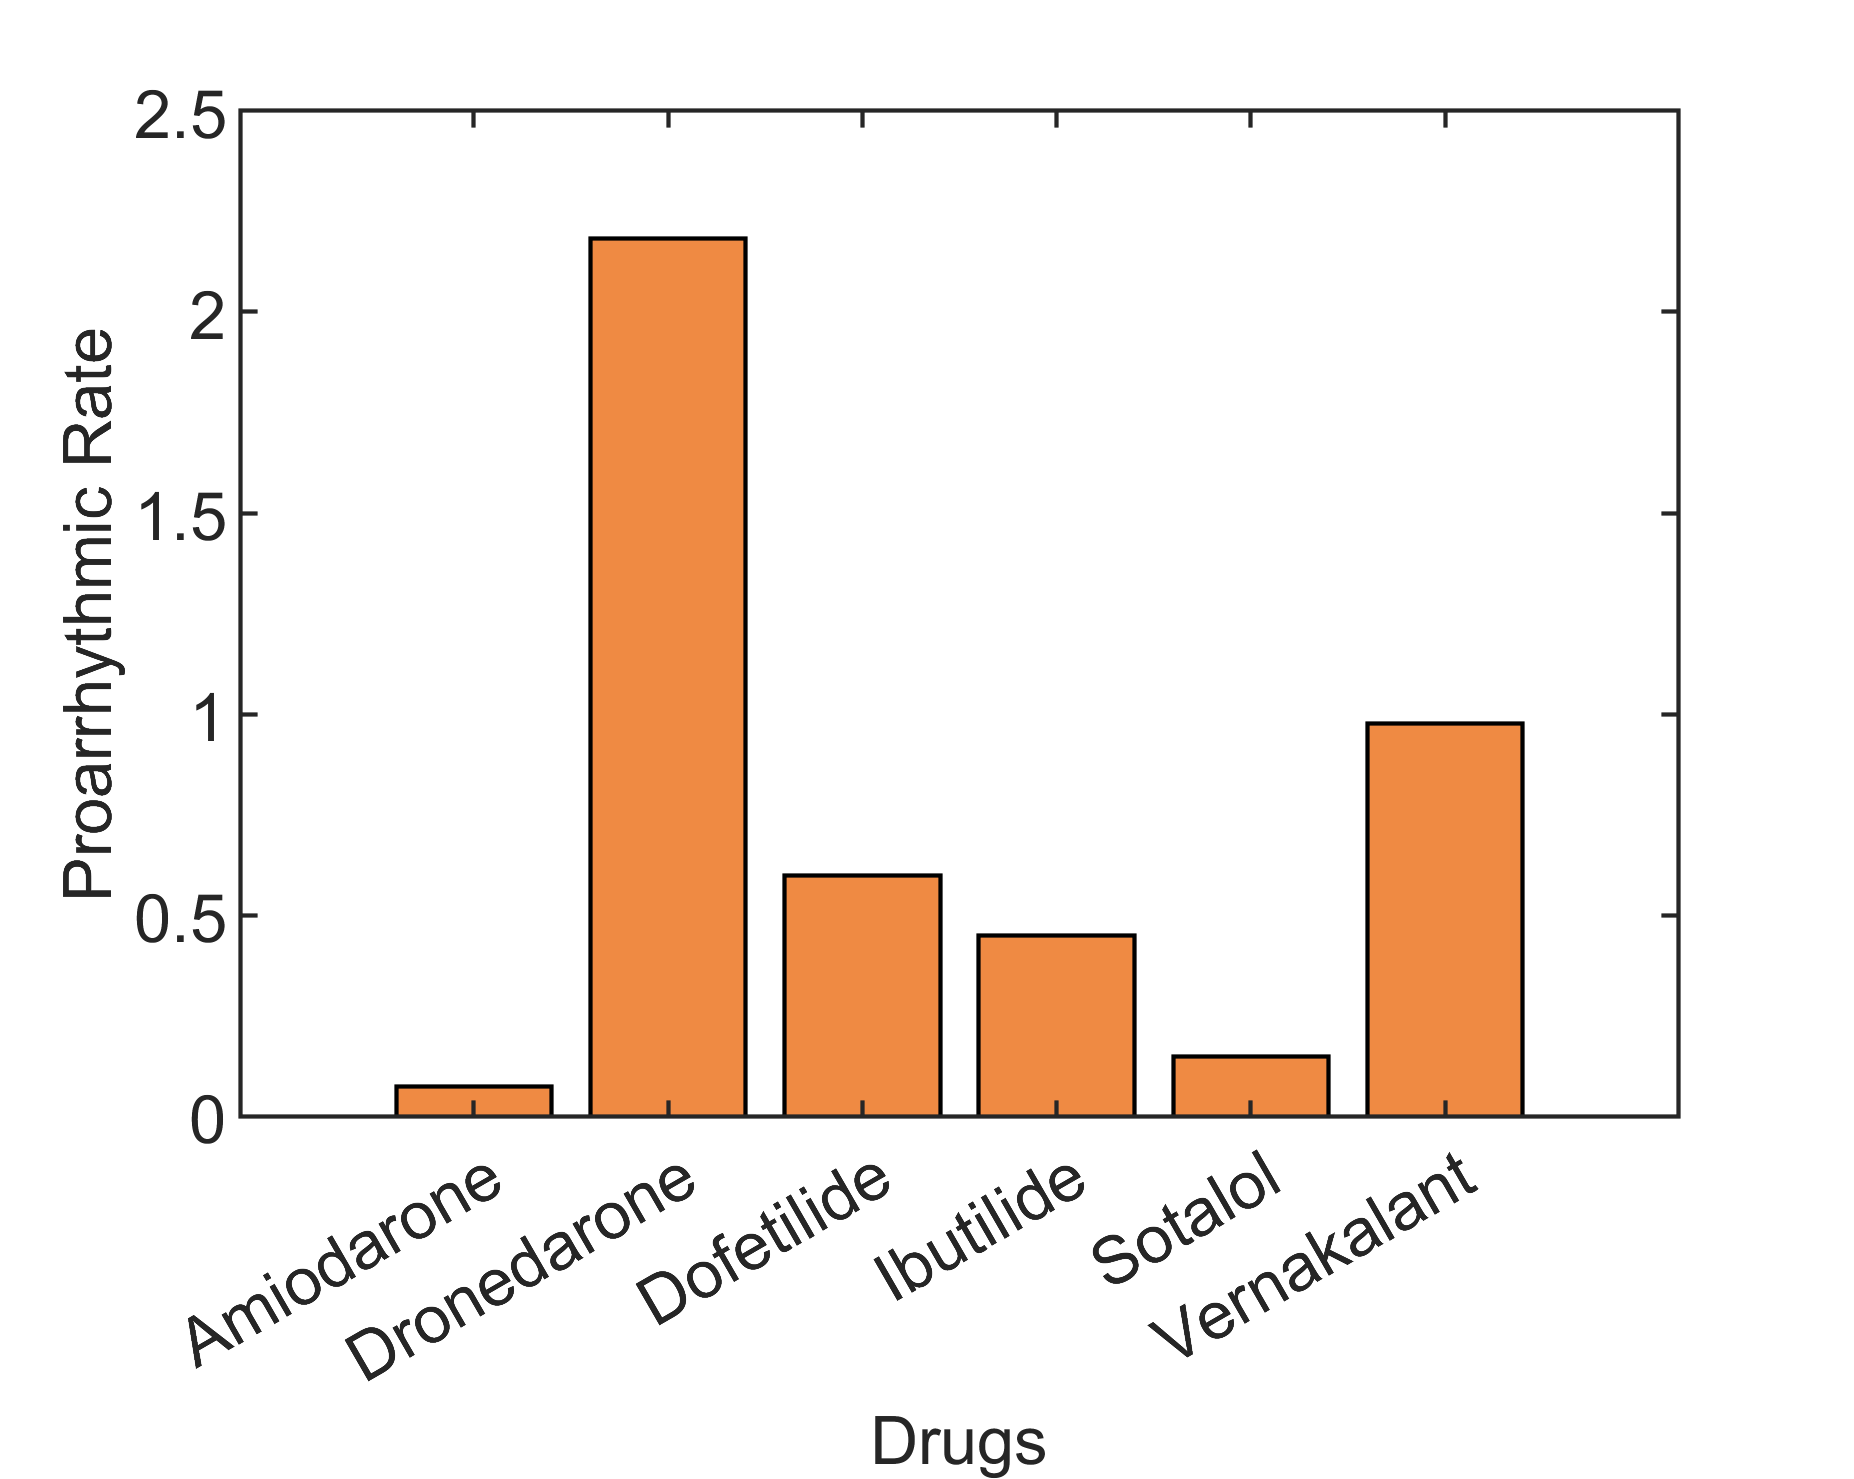 2.5
2
1.5
1
0.5
0
Proarrhythmic Rate
Amiodarone
Dronedarone
Dofetilide
Ibutilide
Sotalol
Vernakalant
Drugs